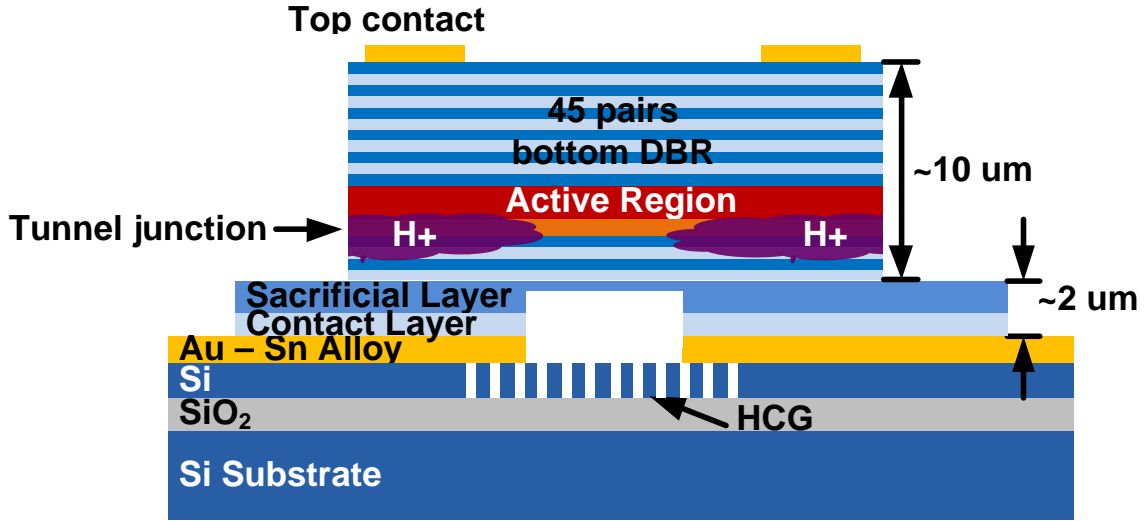 Top contact
45 pairs
bottom DBR
~10 um
Active Region
Tunnel junction
H+
H+
Sacrificial Layer
~2 um
Contact Layer
Au – Sn Alloy
Si
SiO₂
HCG
Si Substrate